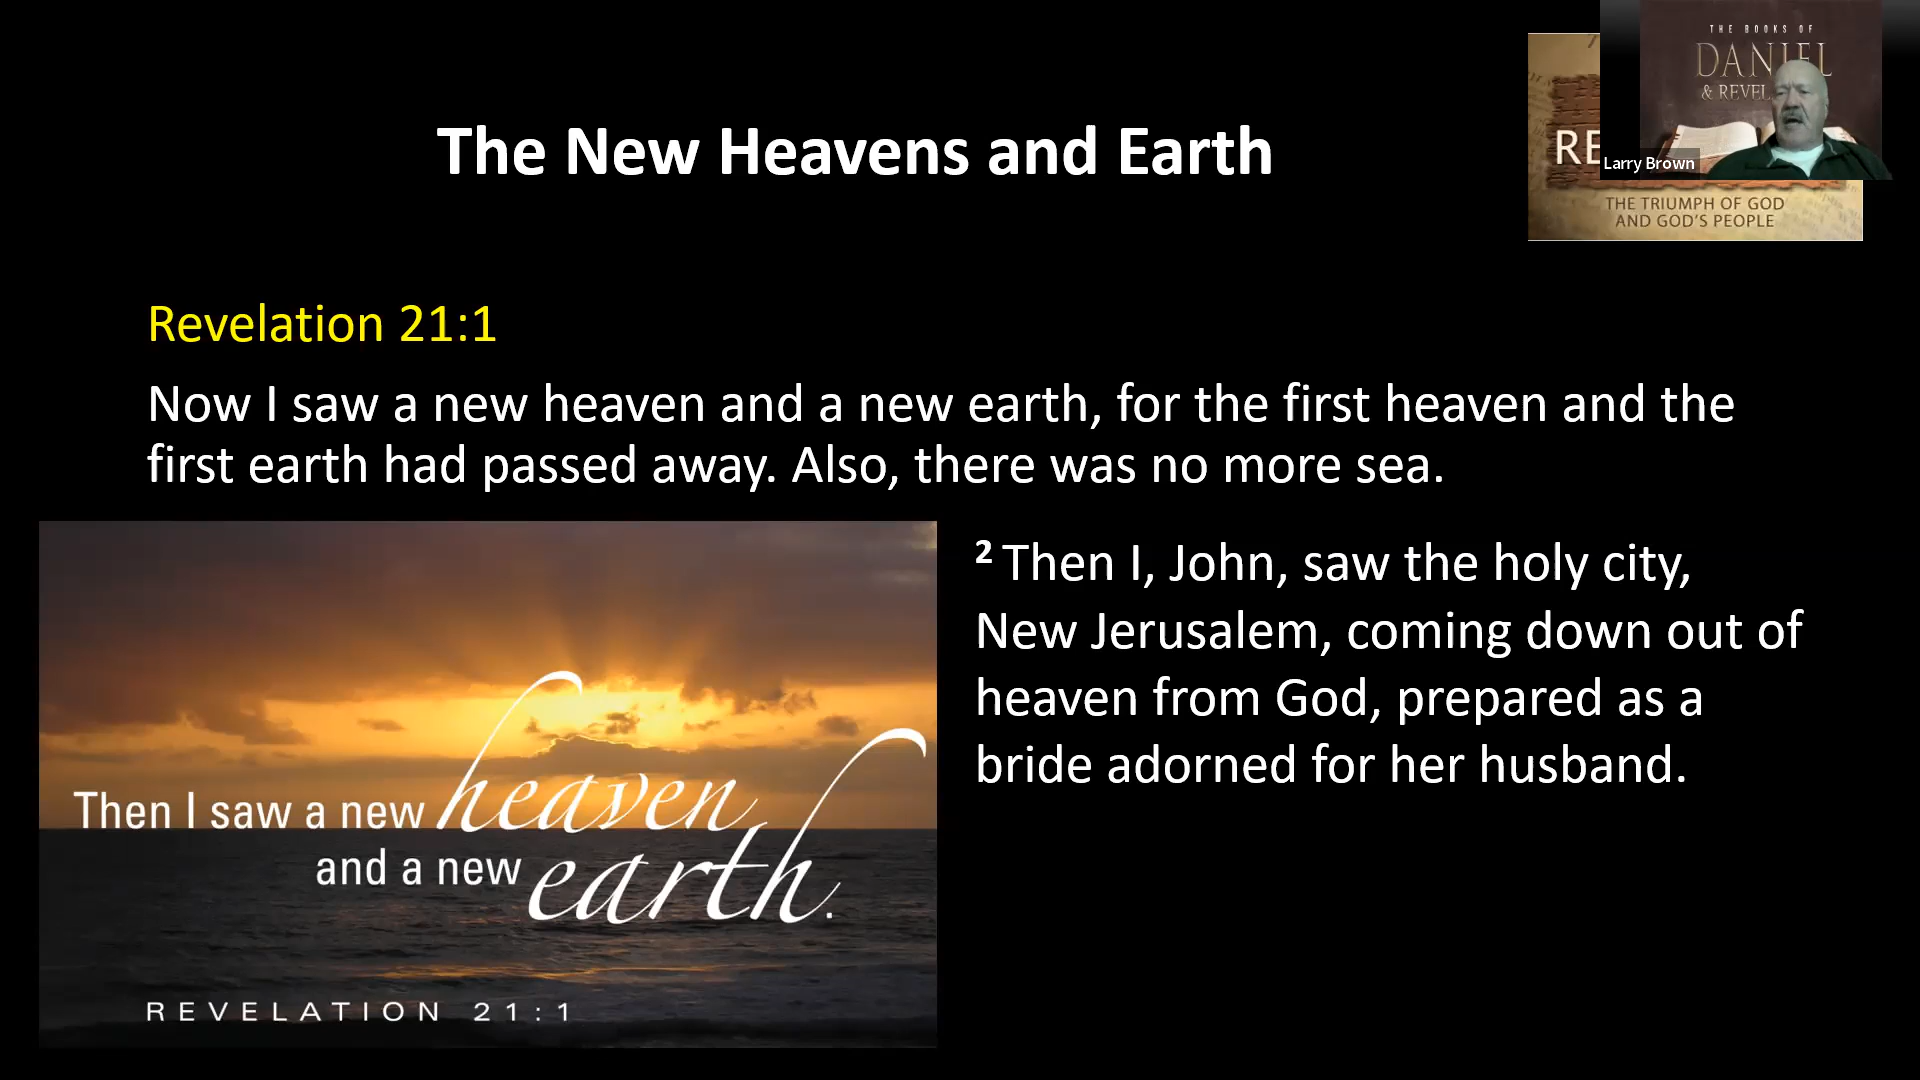 The New Heavens and Earth
THE BOOKS OF
DANIEL
& REVEL
RE
Larry Brown
THE TRIUMPH OF GOD
AND GOD'S PEOPLE
Revelation 21:1
Now I saw a new heaven and a new earth, for the first heaven and the
first earth had passed away. Also, there was no more sea.
Then I saw a new heaven
and a new earth.
REVELATION 21:1
2 Then I, John, saw the holy city,
New Jerusalem, coming down out of
heaven from God, prepared as a
bride adorned for her husband.